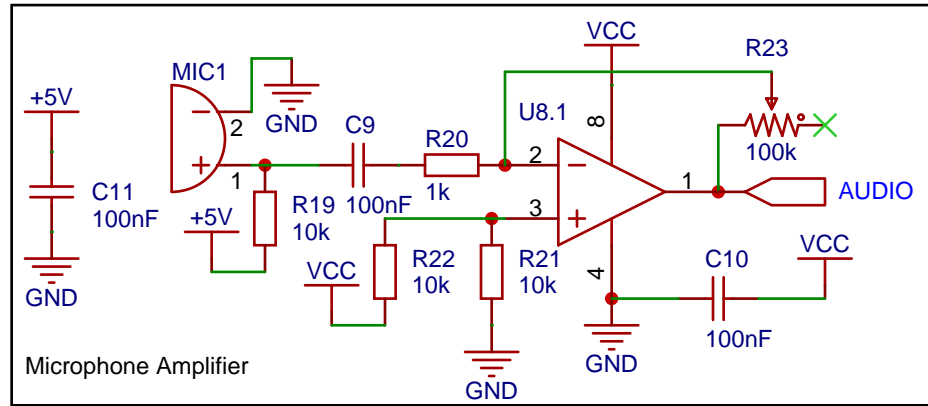 VCC
R23
MIC1
+5V
−
2
GND
C9
R20
U8.1
8
100k
+
1
1k
2
−
1
AUDIO
C11
100nF
R19
10k
100nF
3
+
+5V
R22
10k
R21
10k
VCC
4
C10
VCC
GND
100nF
GND
GND
Microphone Amplifier